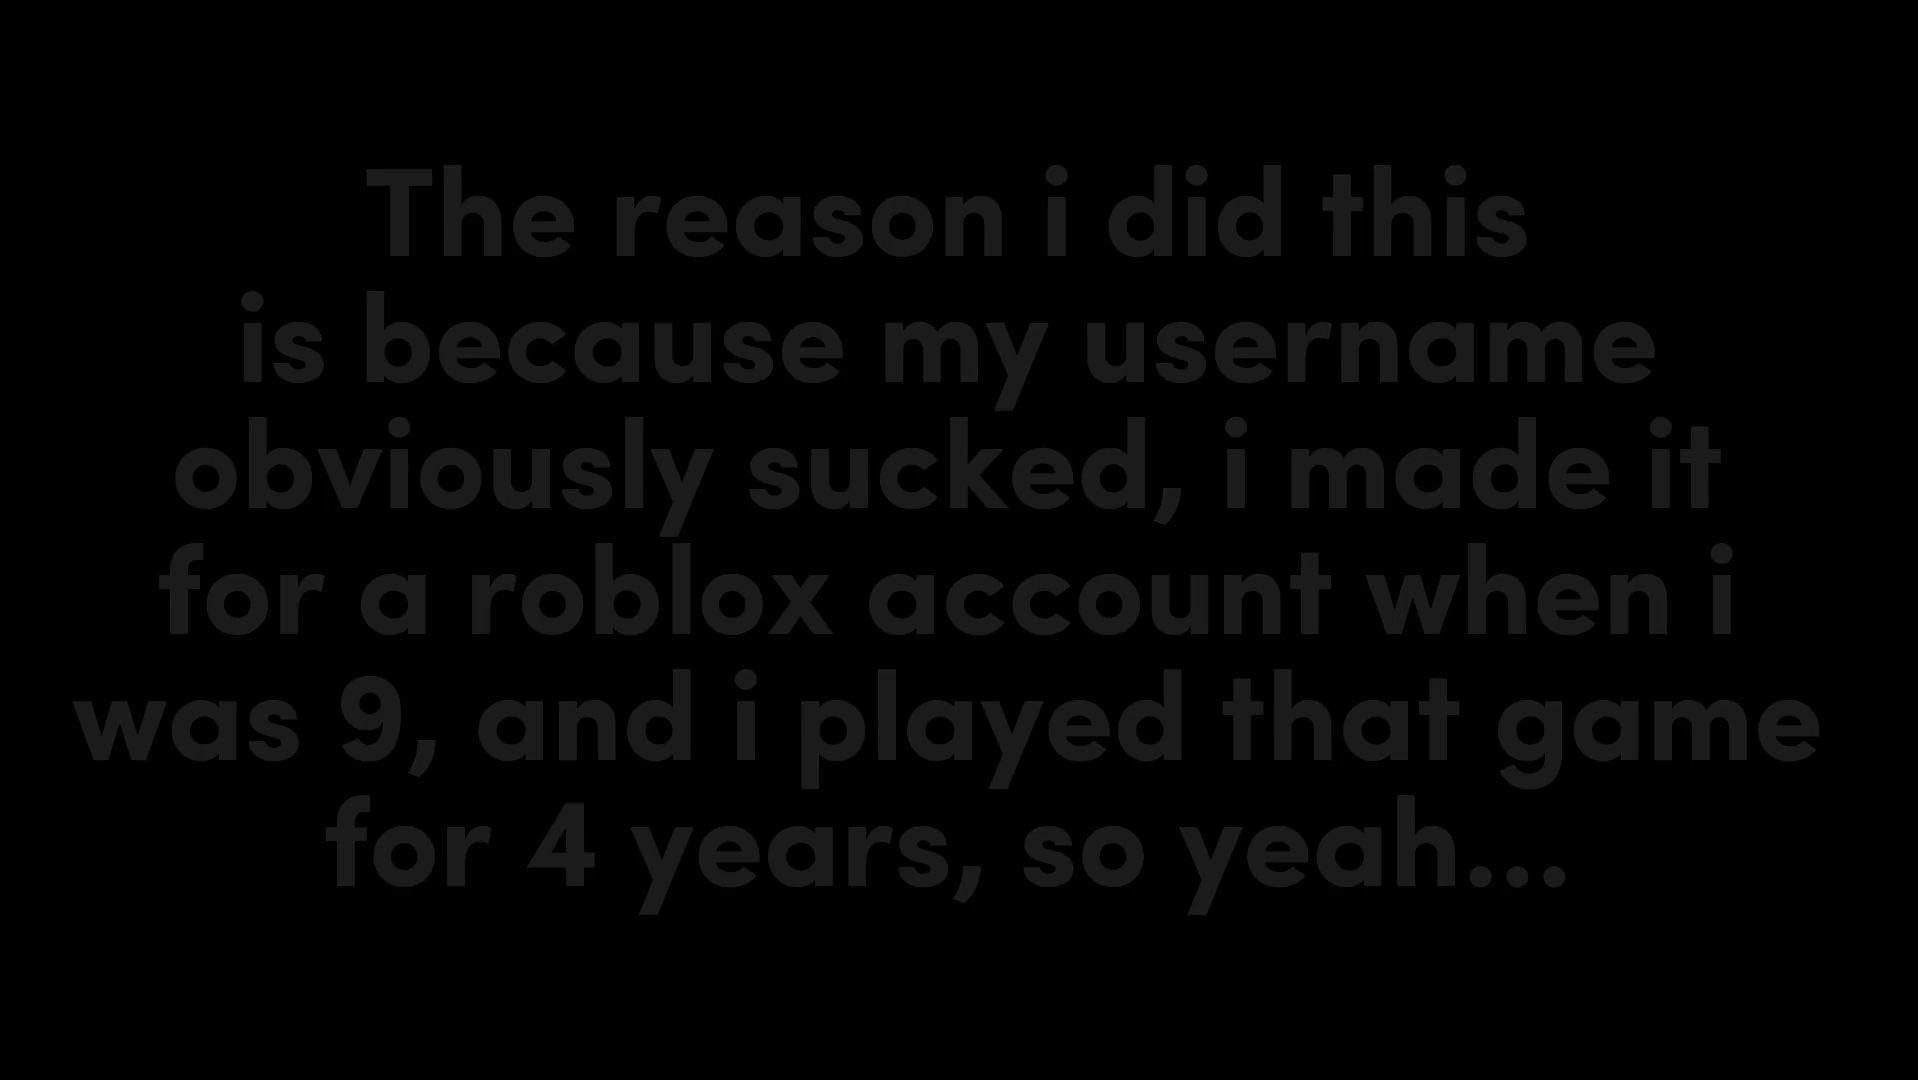 The reason i did this
is because my username
obviously sucked, i made it
for a roblox account when i
was 9, and i played that game
for 4 years, so yeah...